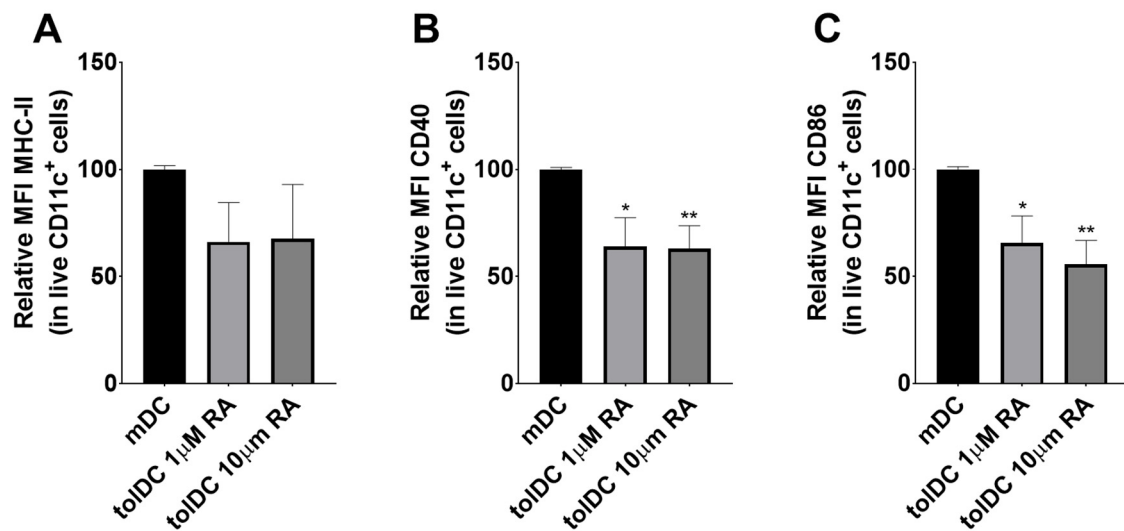 A
Relative MFI MHC-II
(in live CD11c+ cells)
150
100
50
0
mDC
tolDC 1μM RA
tolDC 10μm RA
B
Relative MFI CD40
(in live CD11c+ cells)
150
100
50
0
*
**
mDC
tolDC 1μM RA
tolDC 10μm RA
C
Relative MFI CD86
(in live CD11c+ cells)
150
100
50
0
*
**
mDC
tolDC 1μM RA
tolDC 10μm RA